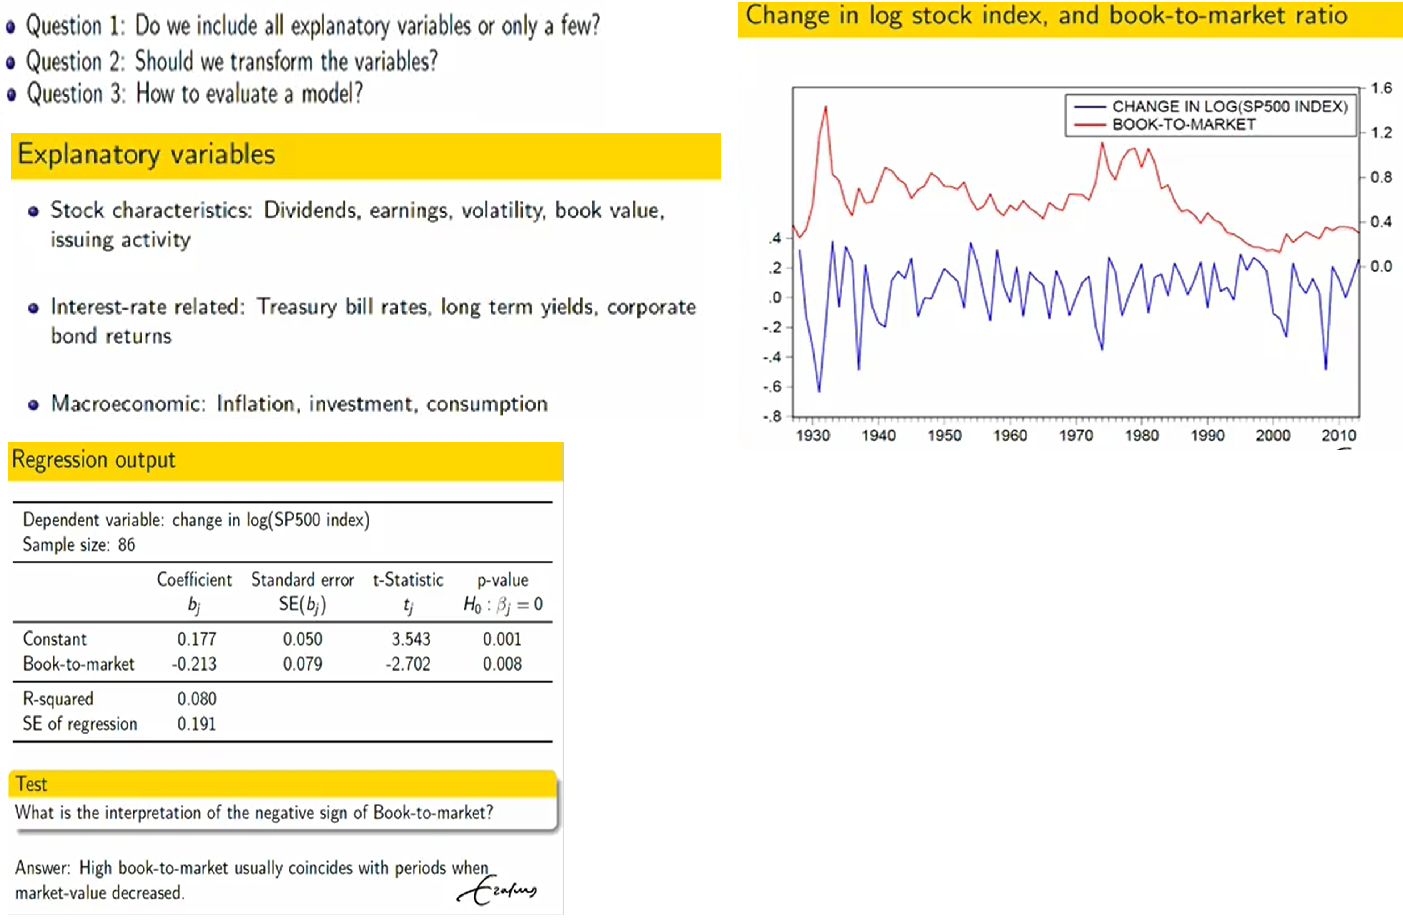 Question 1: Do we include all explanatory variables or only a few?
Question 2: Should we transform the variables?
Question 3: How to evaluate a model?
Explanatory variables
Stock characteristics: Dividends, earnings, volatility, book value,
issuing activity
Interest-rate related: Treasury bill rates, long term yields, corporate
bond returns
Macroeconomic: Inflation, investment, consumption
Regression output
Dependent variable: change in log(SP500 index)
Sample size: 86
Coefficient Standard error t-Statistic p-value
bj SE(bj) tj H0 : βj = 0
Constant 0.177 0.050 3.543 0.001
Book-to-market -0.213 0.079 -2.702 0.008
R-squared 0.080
SE of regression 0.191
Test
What is the interpretation of the negative sign of Book-to-market?
Answer: High book-to-market usually coincides with periods when
market-value decreased.
Erasmus
Change in log stock index, and book-to-market ratio
CHANGE IN LOG(SP500 INDEX)
BOOK-TO-MARKET
1.6
1.2
0.8
0.4
0.0
.4
.2
.0
-.2
-.4
-.6
-.8
1930 1940 1950 1960 1970 1980 1990 2000 2010